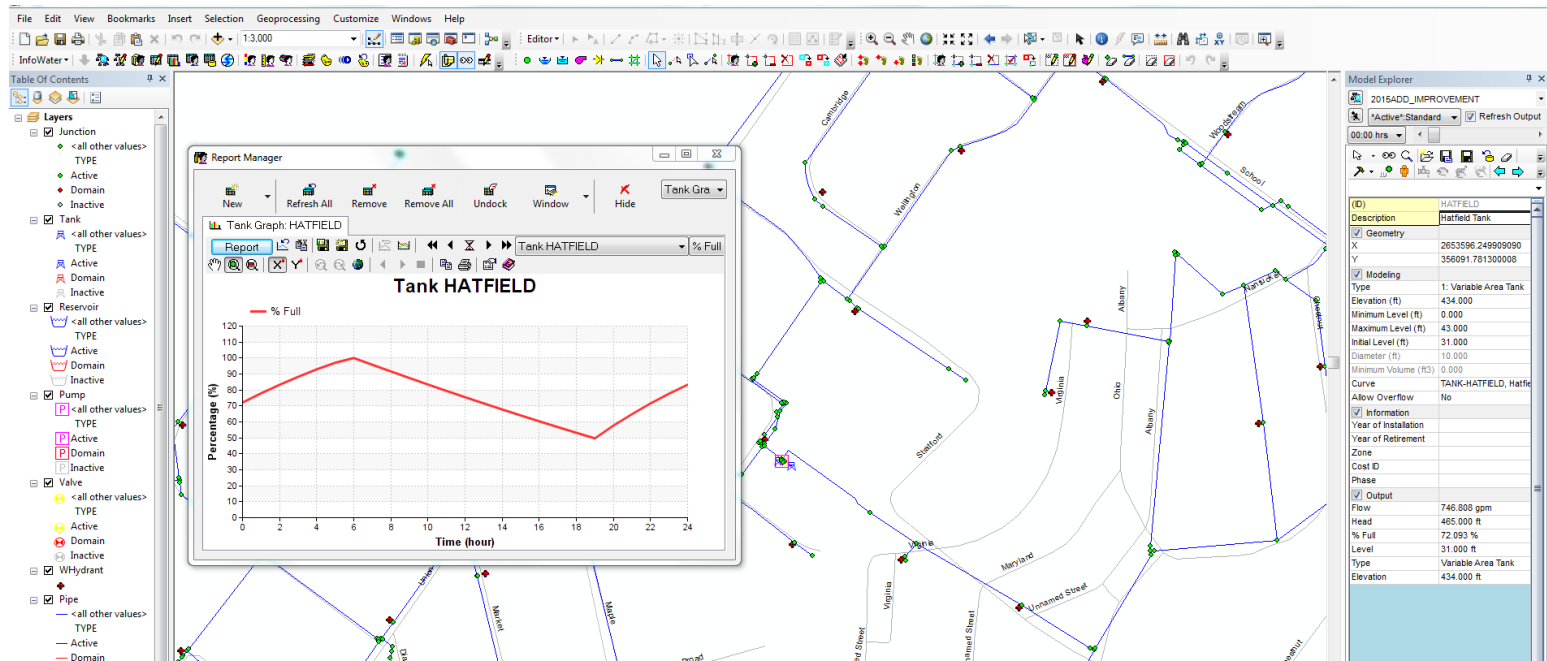 File Edit View Bookmarks Insert Selection Geoprocessing Customize Windows Help
1:3,000 Editor
InfoWater
Table Of Contents
Layers
Junction
<all other values>
TYPE
Active
Domain
Inactive
Tank
<all other values>
TYPE
Active
Domain
Inactive
Reservoir
<all other values>
TYPE
Active
Domain
Inactive
Pump
<all other values>
TYPE
Active
Domain
Inactive
Valve
<all other values>
TYPE
Active
Domain
Inactive
WHydrant
Pipe
<all other values>
TYPE
Active
Domain
Report Manager
New Refresh All Remove Remove All Undock Window Hide Tank Gra
Tank Graph: HATFIELD
Report Tank HATFIELD % Full
Tank HATFIELD
% Full
Percentage (%)
120
110
100
90
80
70
60
50
40
30
20
10
0
0 2 4 6 8 10 12 14 16 18 20 22 24
Time (hour)
Cambridge
Wellington
Woodstream
School
Nansione
Chestnut
Albany
Virginia
Ohio
Albany
Stratford
Virginia
Maryland
Unnamed Street
Virginia
Union
Market
Maple
Dia
Broad
ed Street
named Street
Chestnut
Model Explorer
2015ADD_IMPROVEMENT
*Active*:Standard Refresh Output
00:00 hrs
(ID) HATFIELD
Description Hatfield Tank
Geometry
X 2653596.249909090
Y 356091.781300008
Modeling
Type 1: Variable Area Tank
Elevation (ft) 434.000
Minimum Level (ft) 0.000
Maximum Level (ft) 43.000
Initial Level (ft) 31.000
Diameter (ft) 10.000
Minimum Volume (ft3) 0.000
Curve TANK-HATFIELD, Hatfie
Allow Overflow No
Information
Year of Installation
Year of Retirement
Zone
Cost ID
Phase
Output
Flow 746.808 gpm
Head 465.000 ft
% Full 72.093 %
Level 31.000 ft
Type Variable Area Tank
Elevation 434.000 ft